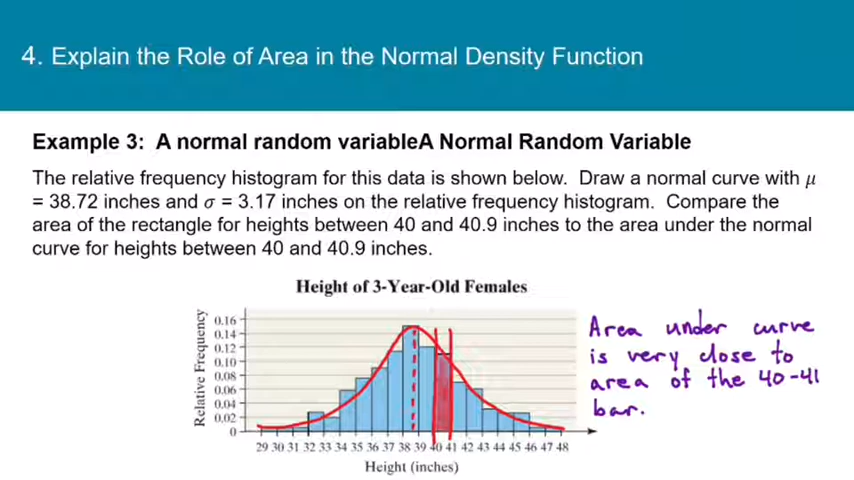 4. Explain the Role of Area in the Normal Density Function
Example 3: A normal random variableA Normal Random Variable
The relative frequency histogram for this data is shown below. Draw a normal curve with μ
= 38.72 inches and σ = 3.17 inches on the relative frequency histogram. Compare the
area of the rectangle for heights between 40 and 40.9 inches to the area under the normal
curve for heights between 40 and 40.9 inches.
Height of 3-Year-Old Females
Relative Frequency
0.16
0.14
0.12
0.10
0.08
0.06
0.04
0.02
0
29 30 31 32 33 34 35 36 37 38 39 40 41 42 43 44 45 46 47 48
Height (inches)
Area under curve
is very close to
area of the 40-41
bar.